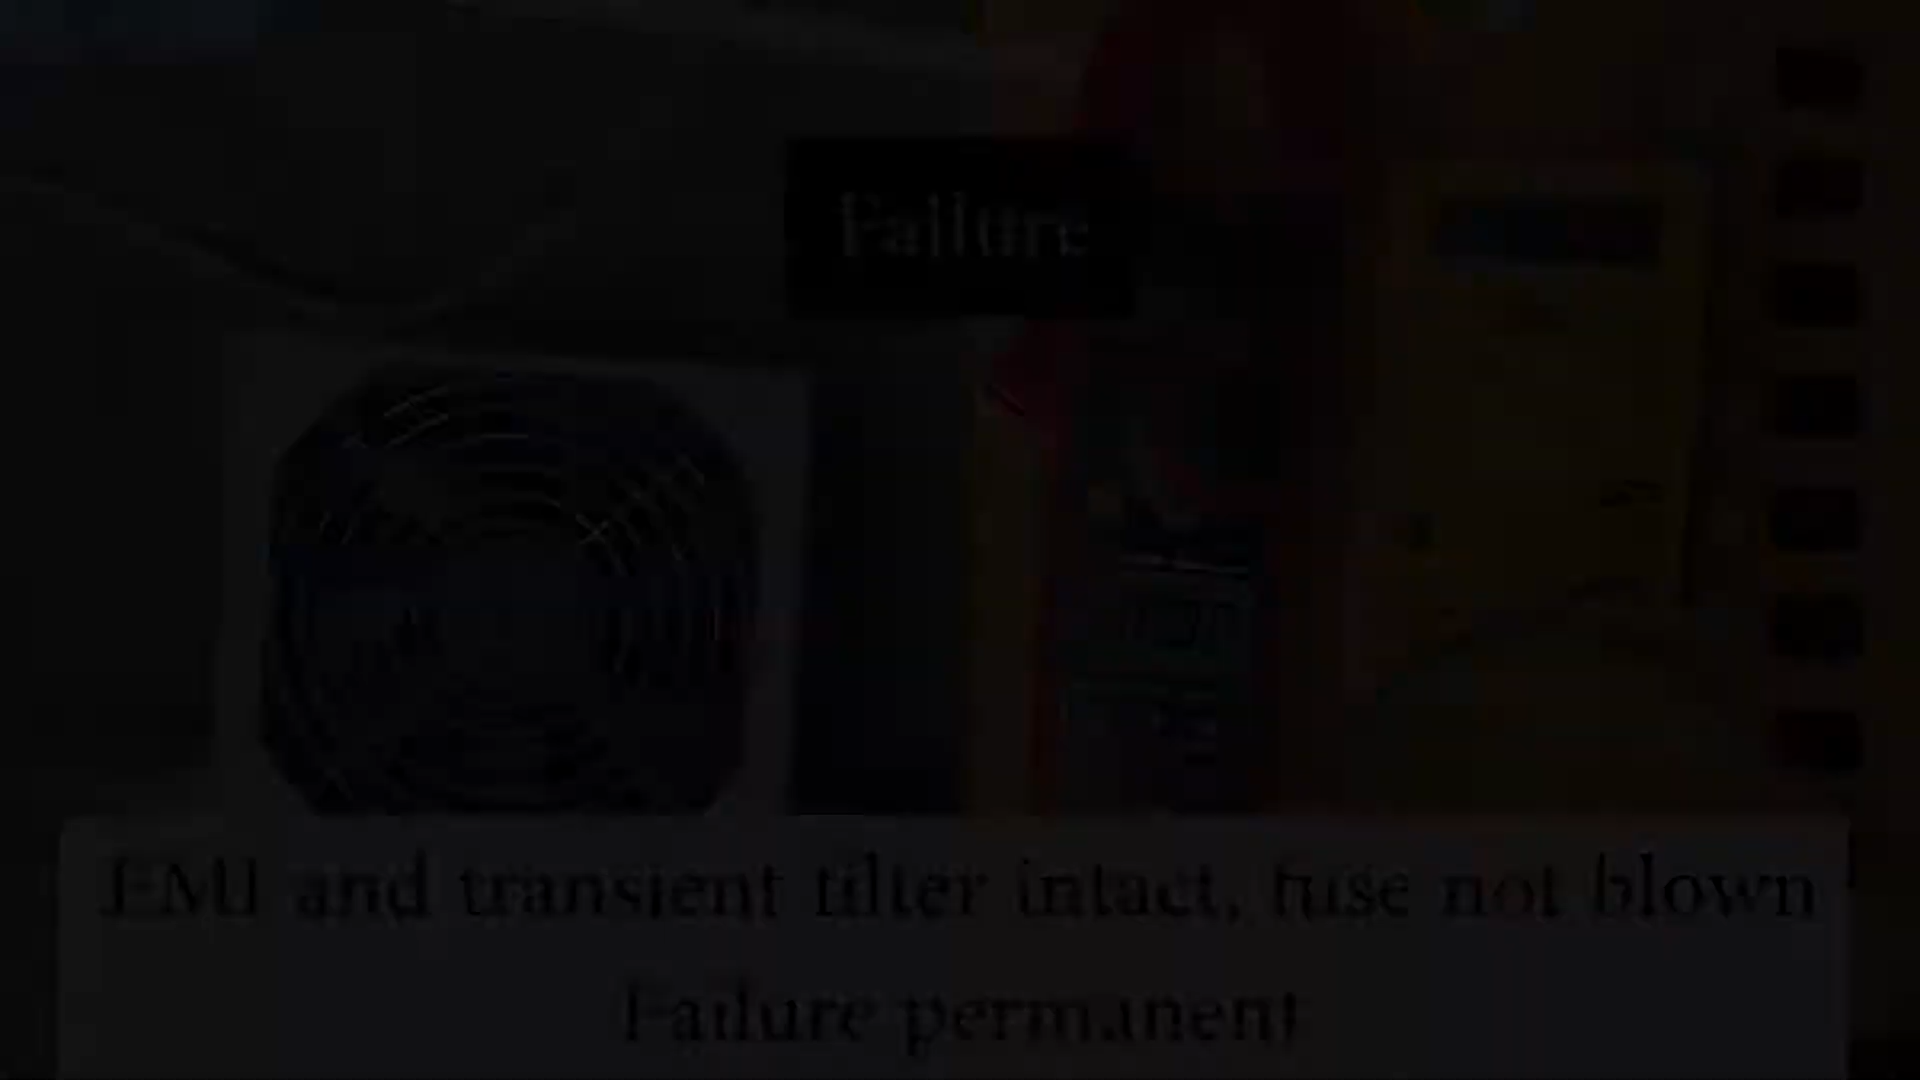 Failure
EMI and transient filter intact, fuse not blown
Failure permanent